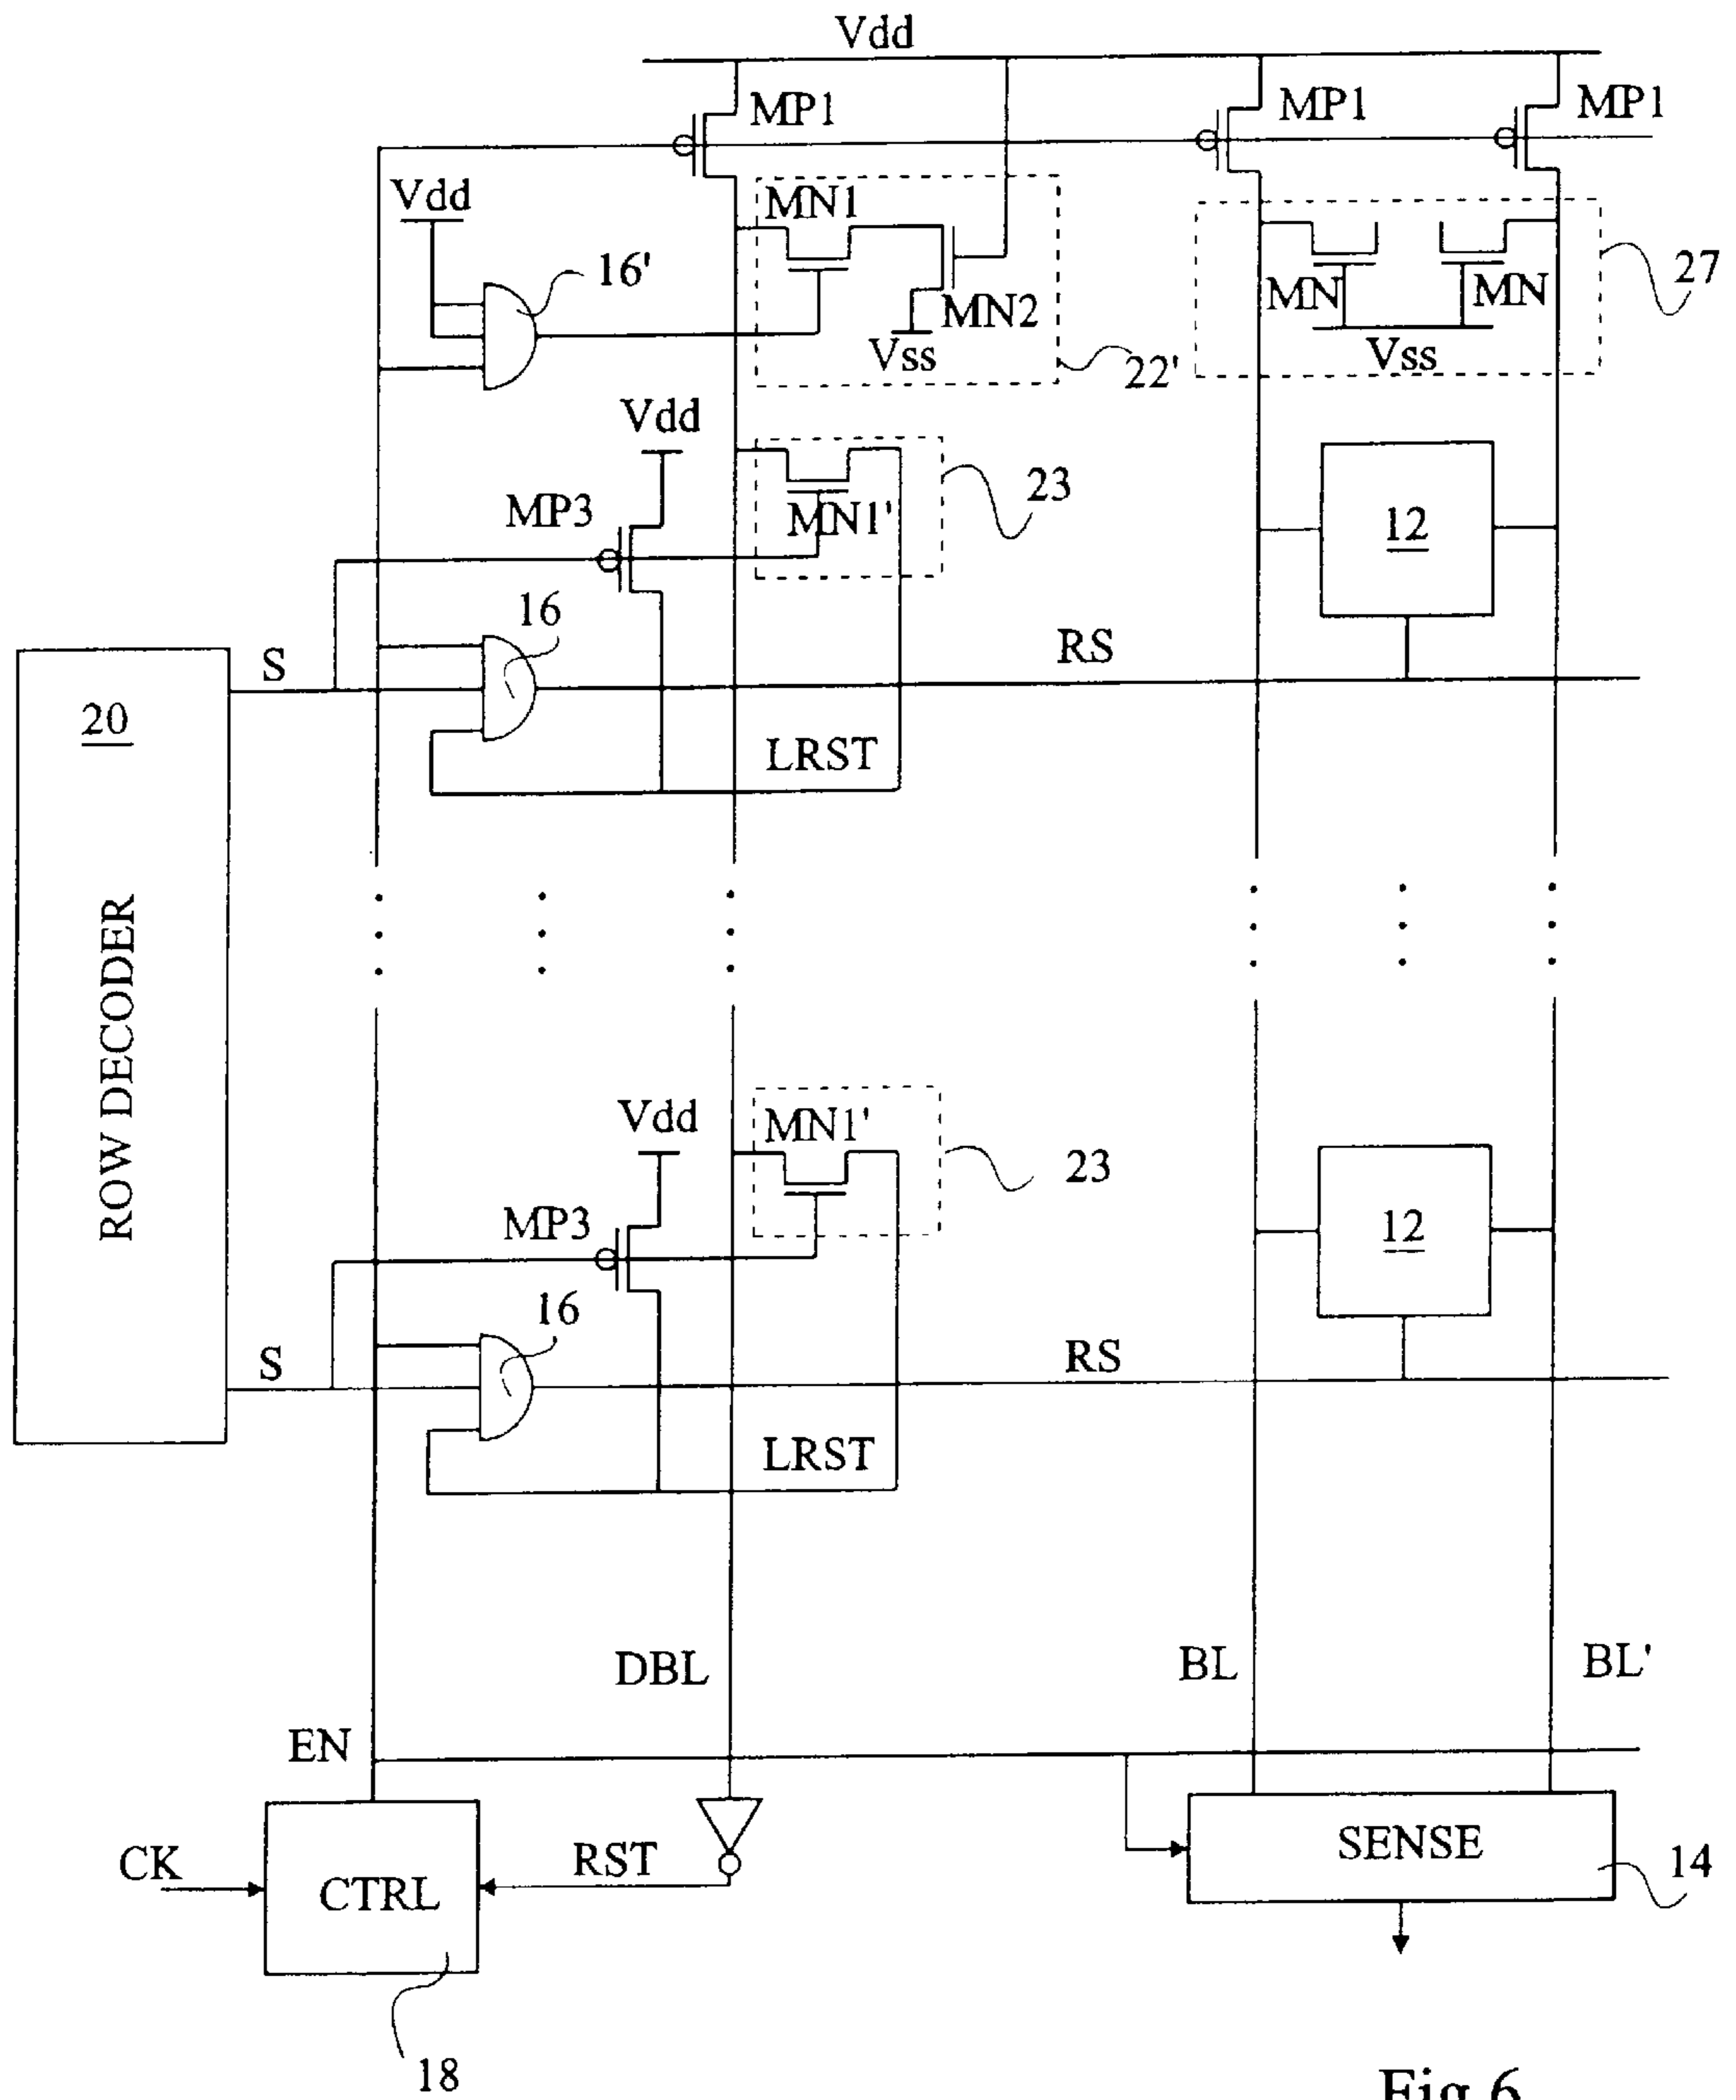 Vdd
MP1 MP1 MP1
Vdd
MN1
16'
27
MN MN
MN2
Vss
Vss
22'
Vdd
23
MP3
MN1'
12
16
S
RS
20
LRST
ROW DECODER
Vdd
MN1'
23
MP3
12
16
S
RS
LRST
DBL
BL
BL'
EN
SENSE
CK
RST
CTRL
14
18
Fig 6